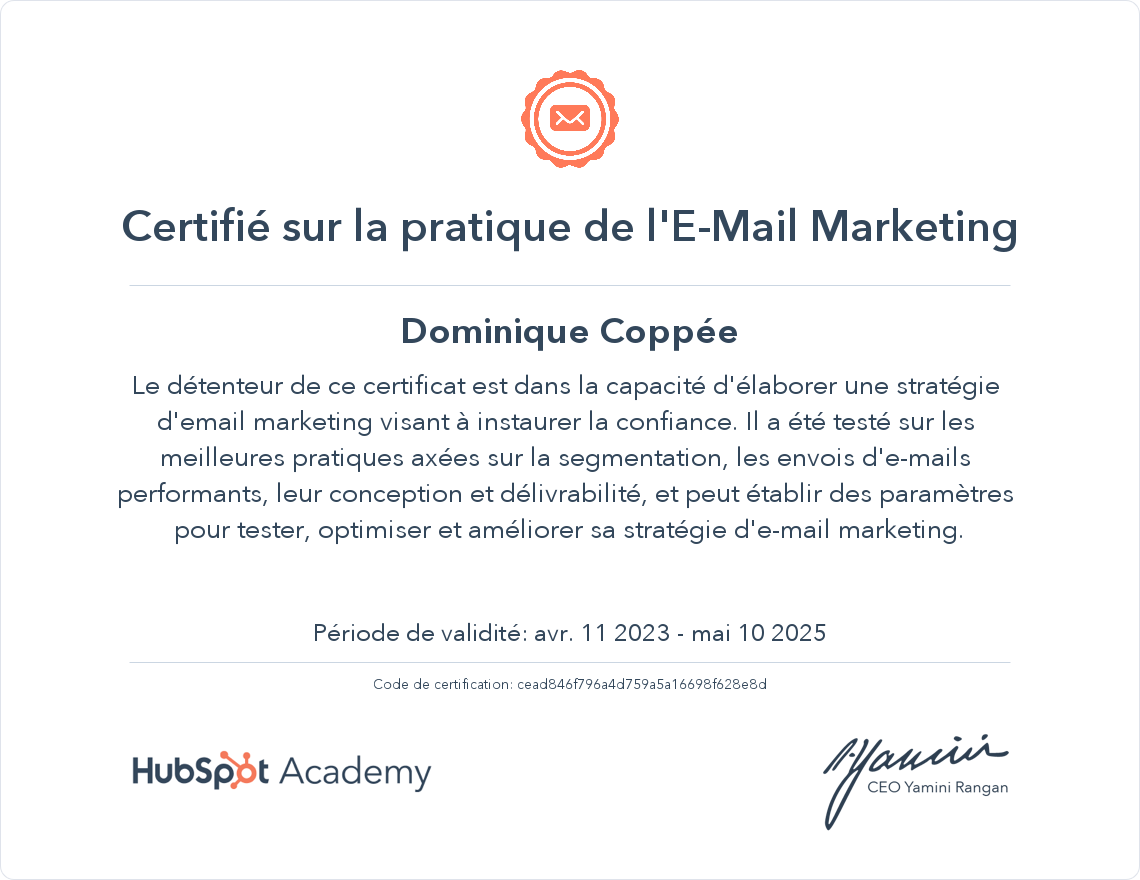 Certifié sur la pratique de l'E-Mail Marketing
Dominique Coppée
Le détenteur de ce certificat est dans la capacité d'élaborer une stratégie
d'email marketing visant à instaurer la confiance. Il a été testé sur les
meilleures pratiques axées sur la segmentation, les envois d'e-mails
performants, leur conception et délivrabilité, et peut établir des paramètres
pour tester, optimiser et améliorer sa stratégie d'e-mail marketing.
Période de validité: avr. 11 2023 - mai 10 2025
Code de certification: cead846f796a4d759a5a16698f628e8d
HubSpot Academy
CEO Yamini Rangan